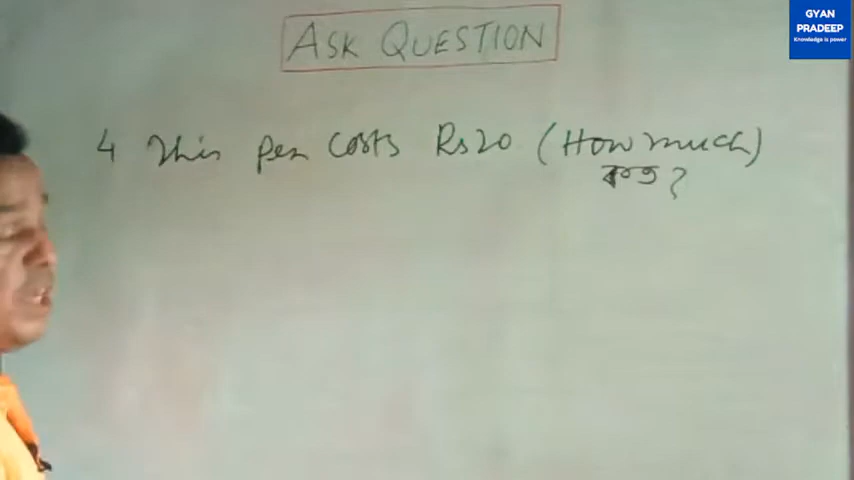 GYAN
PRADEEP
Knowledge is power
ASK QUESTION
4 This pen costs Rs20 (How much)
কত?